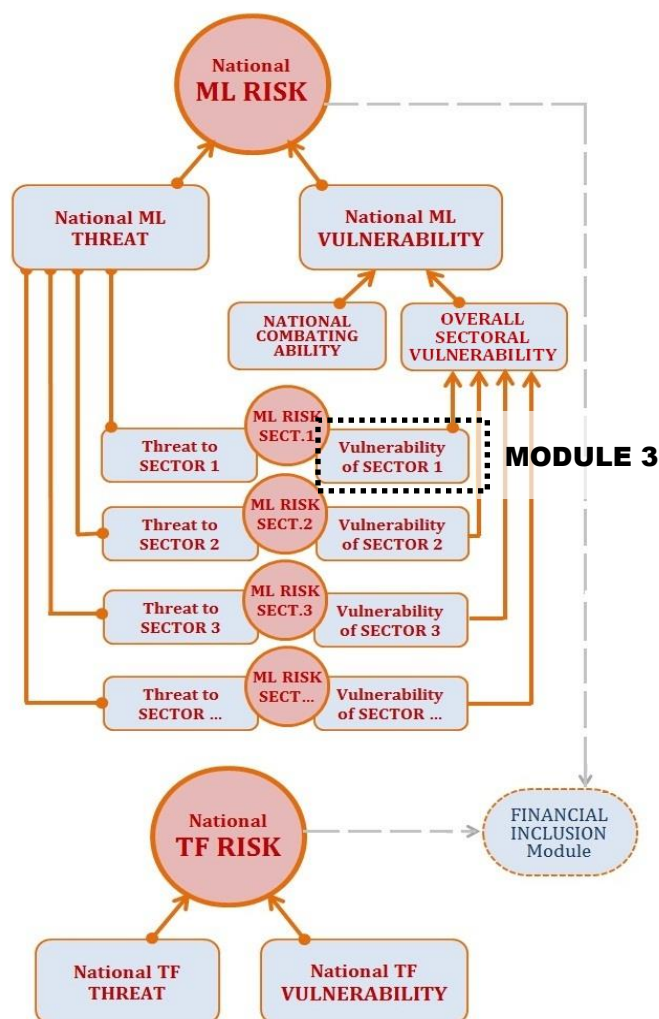 National
ML RISK
National ML
THREAT
National ML
VULNERABILITY
NATIONAL
COMBATING
ABILITY
OVERALL
SECTORAL
VULNERABILITY
Threat to
SECTOR 1
ML RISK
SECT.1
Vulnerability
of SECTOR 1
MODULE 3
Threat to
SECTOR 2
ML RISK
SECT.2
Vulnerability
of SECTOR 2
Threat to
SECTOR 3
ML RISK
SECT.3
Vulnerability
of SECTOR 3
Threat to
SECTOR ...
ML RISK
SECT...
Vulnerability
of SECTOR ...
National
TF RISK
FINANCIAL
INCLUSION
Module
National TF
THREAT
National TF
VULNERABILITY